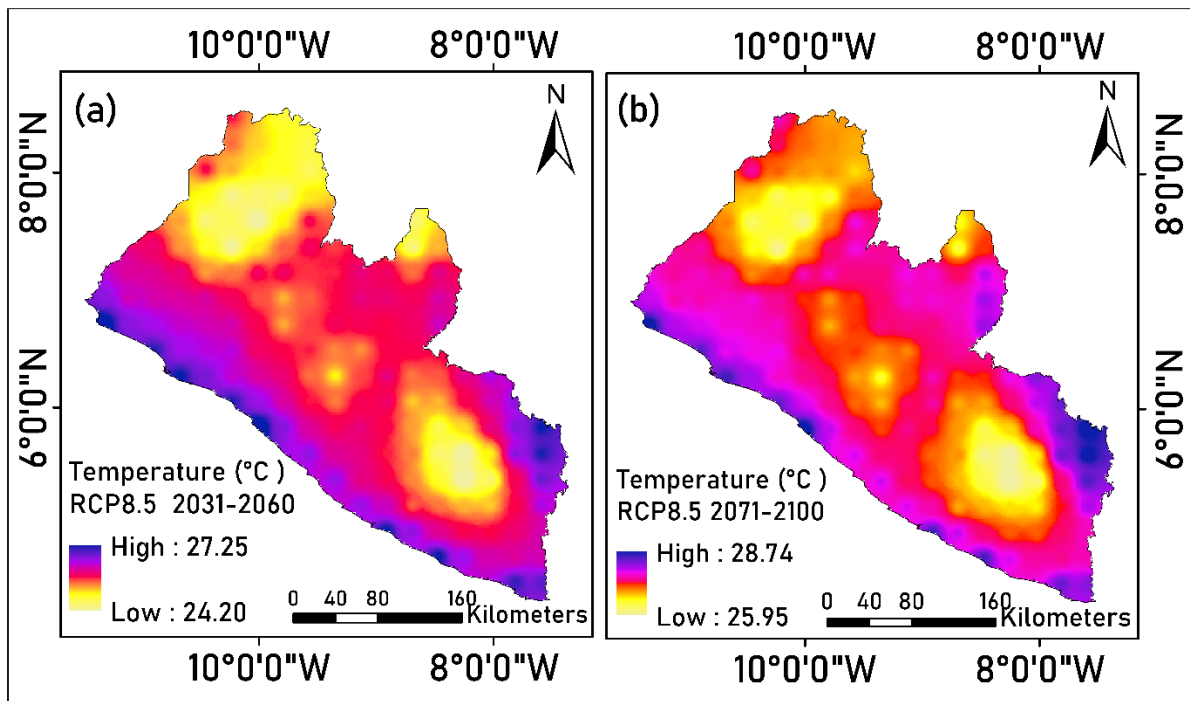 10°0'0"W 8°0'0"W
(a)
N
8°0'0"N
6°0'0"N
Temperature (°C )
RCP8.5 2031-2060
High : 27.25
Low : 24.20
0 40 80 160
Kilometers
10°0'0"W 8°0'0"W
10°0'0"W 8°0'0"W
(b)
N
8°0'0"N
6°0'0"N
Temperature (°C )
RCP8.5 2071-2100
High : 28.74
Low : 25.95
0 40 80 160
Kilometers
10°0'0"W 8°0'0"W